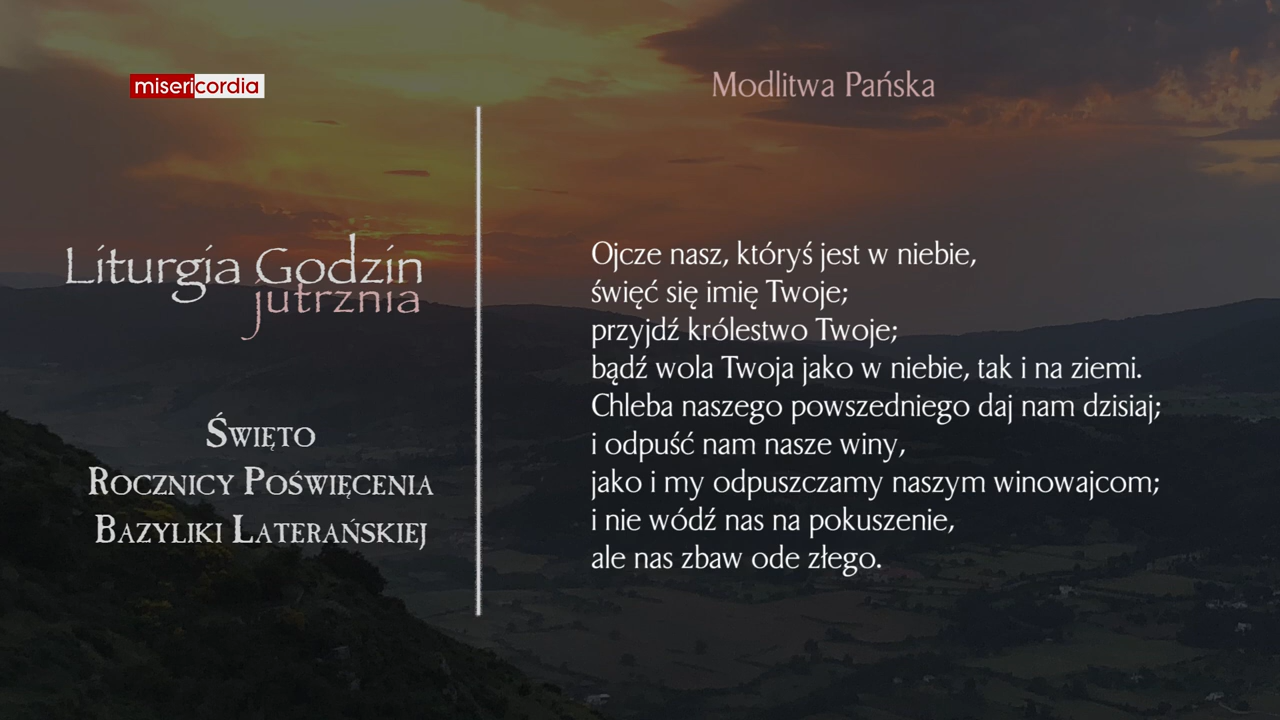 misericordia
Liturgia Godzin
jutrznia
Święto
Rocznicy Poświęcenia
Bazyliki Laterańskiej
Modlitwa Pańska
Ojcze nasz, któryś jest w niebie,
święć się imię Twoje;
przyjdź królestwo Twoje;
bądź wola Twoja jako w niebie, tak i na ziemi.
Chleba naszego powszedniego daj nam dzisiaj;
i odpuść nam nasze winy,
jako i my odpuszczamy naszym winowajcom;
i nie wódź nas na pokuszenie,
ale nas zbaw ode złego.